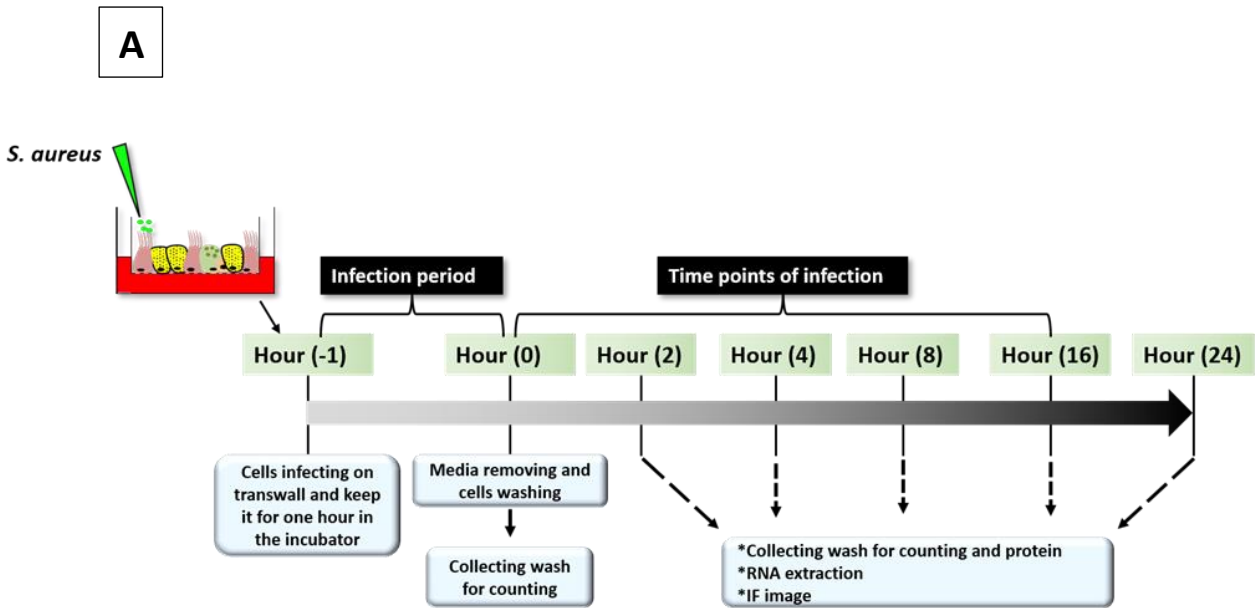 A
S. aureus
Infection period
Time points of infection
Hour (-1)
Hour (0)
Hour (2)
Hour (4)
Hour (8)
Hour (16)
Hour (24)
Cells infecting on
transwall and keep
it for one hour in
the incubator
Media removing and
cells washing
Collecting wash
for counting
*Collecting wash for counting and protein
*RNA extraction
*IF image